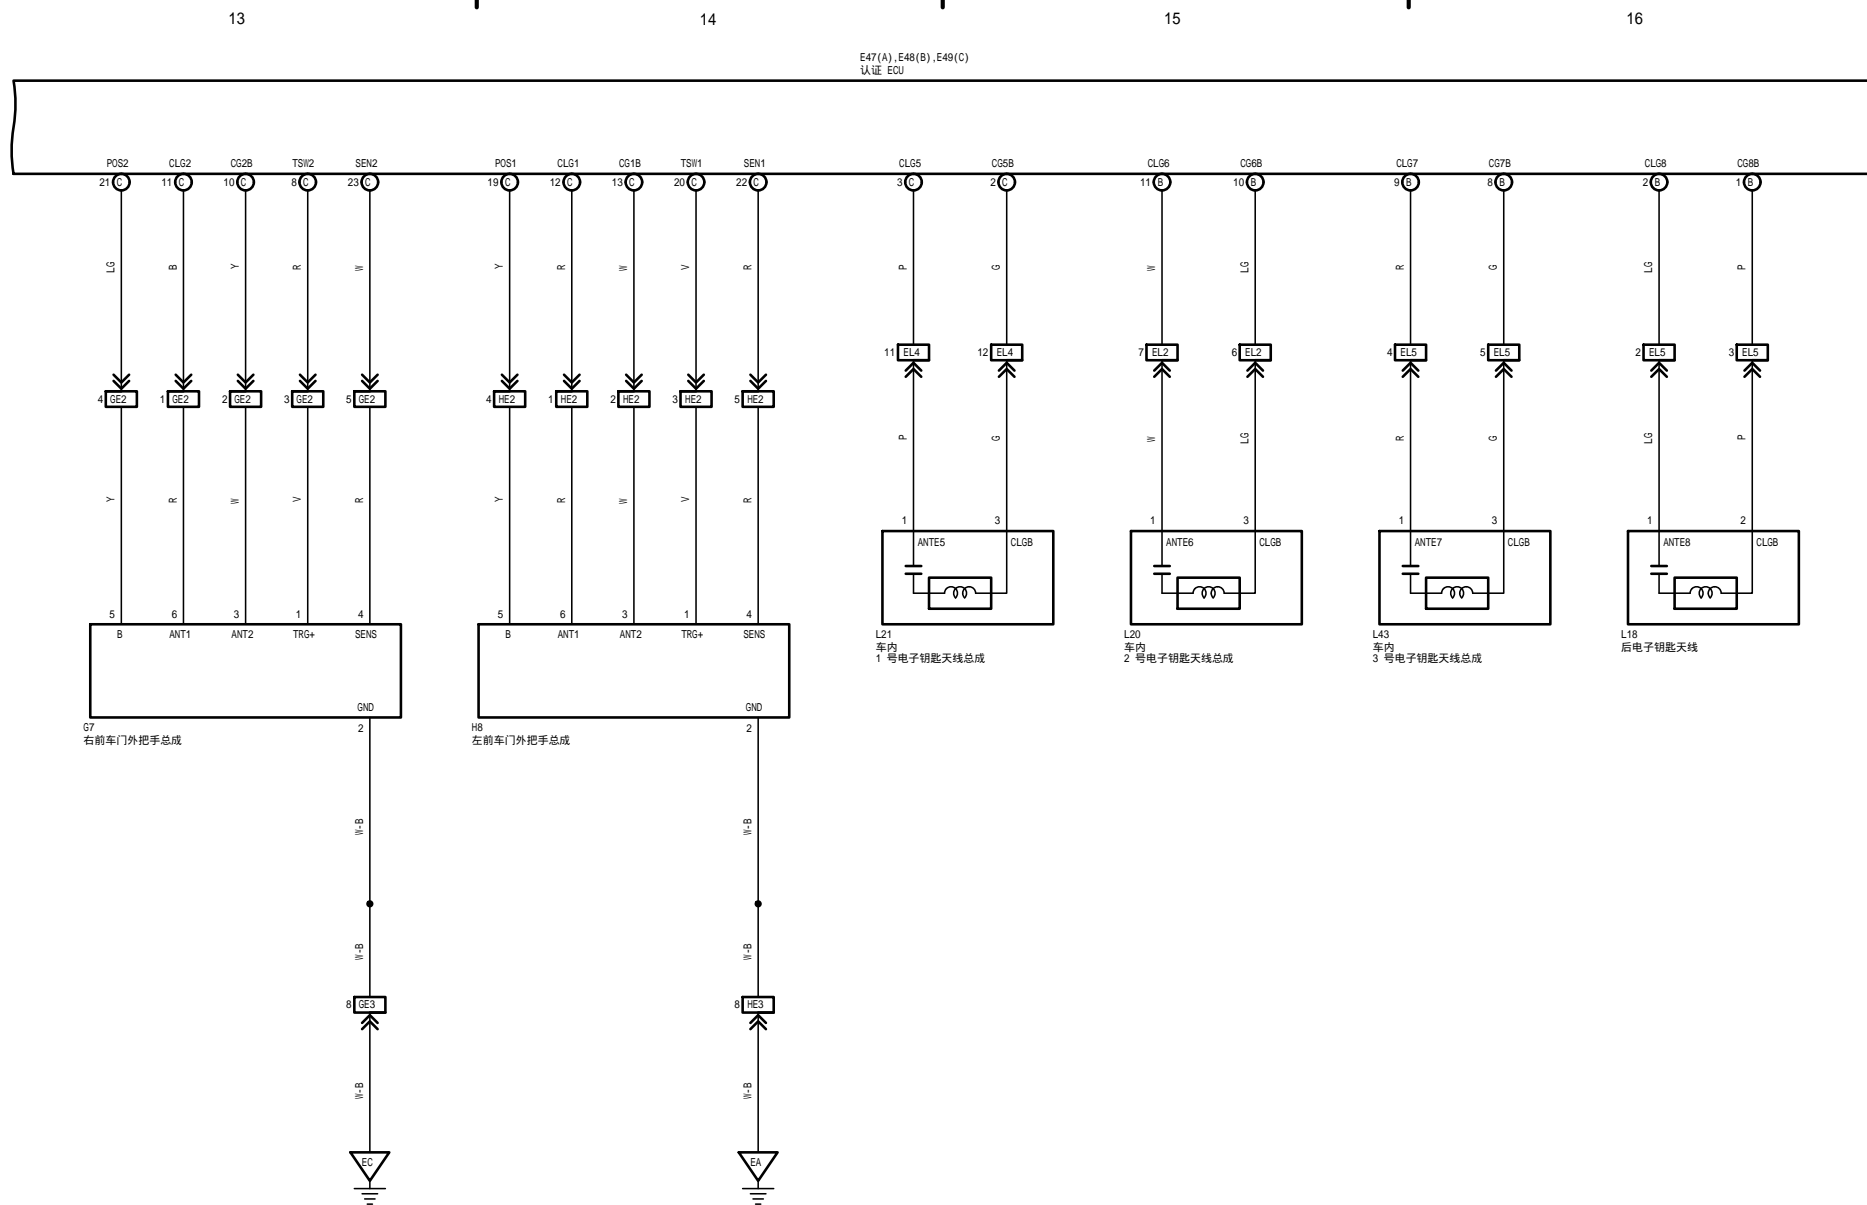 13 14 15 16
E47(A),E48(B),E49(C)
认证 ECU
POS2 CLG2 CG2B TSW2 SEN2 POS1 CLG1 CG1B TSW1 SEN1 CLG5 CG5B CLG6 CG6B CLG7 CG7B CLG8 CG8B
21 C 11 C 10 C 8 C 23 C 19 C 12 C 13 C 20 C 22 C 3 C 2 C 11 B 10 B 9 B 8 B 2 B 1 B
LG B Y R W Y R W V R P G W LG R G LG P
11 EL4 12 EL4 7 EL2 6 EL2 4 EL5 5 EL5 2 EL5 3 EL5
4 GE2 1 GE2 2 GE2 3 GE2 5 GE2 4 HE2 1 HE2 2 HE2 3 HE2 5 HE2
P G W LG R G LG P
Y R W V R Y R W V R
1 3 1 3 1 3 1 2
ANTE5 CLGB ANTE6 CLGB ANTE7 CLGB ANTE8 CLGB
5 6 3 1 4 5 6 3 1 4
B ANT1 ANT2 TRG+ SENS B ANT1 ANT2 TRG+ SENS
L21 L20 L43 L18
车内 车内 车内 后电子钥匙天线
1 号电子钥匙天线总成 2 号电子钥匙天线总成 3 号电子钥匙天线总成
GND GND
G7 2 H8 2
右前车门外把手总成 左前车门外把手总成
W-B W-B
W-B W-B
8 GE3 8 HE3
W-B W-B
EC EA